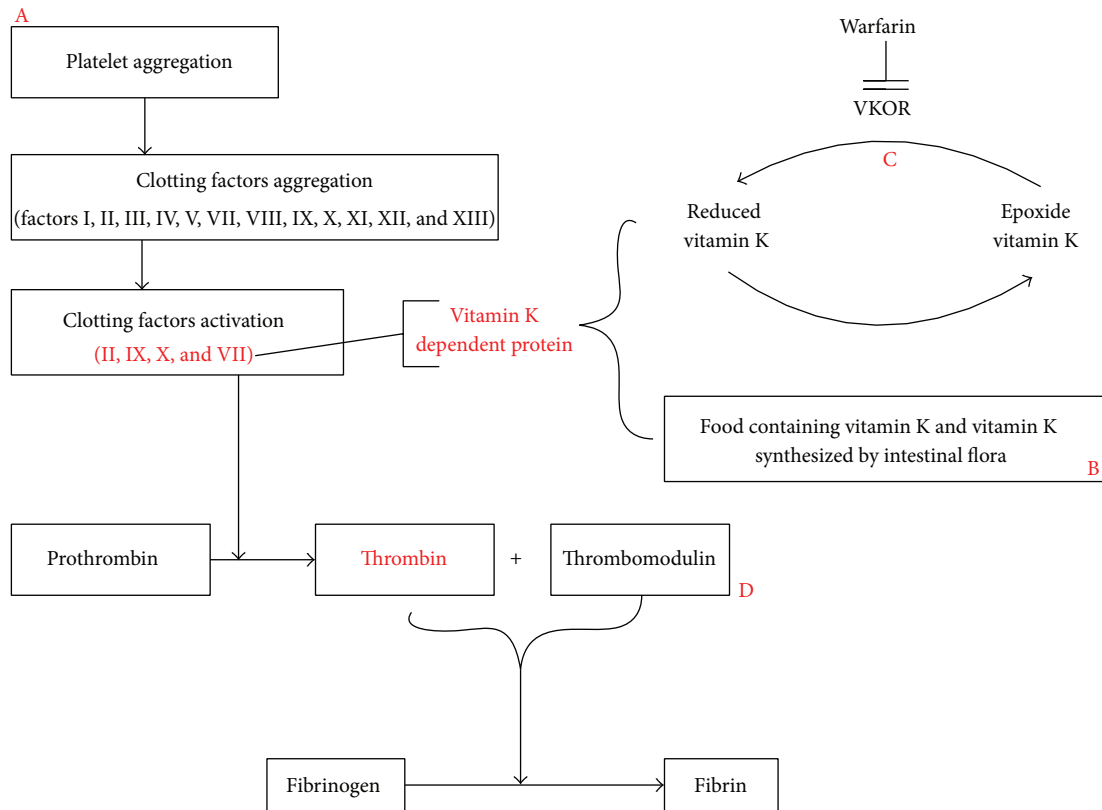 A
Platelet aggregation
Clotting factors aggregation
(factors I, II, III, IV, V, VII, VIII, IX, X, XI, XII, and XIII)
Clotting factors activation
(II, IX, X, and VII)
Vitamin K
dependent protein
Warfarin
VKOR
C
Reduced
vitamin K
Epoxide
vitamin K
Food containing vitamin K and vitamin K
synthesized by intestinal flora
B
Prothrombin
Thrombin
+
Thrombomodulin
D
Fibrinogen
Fibrin